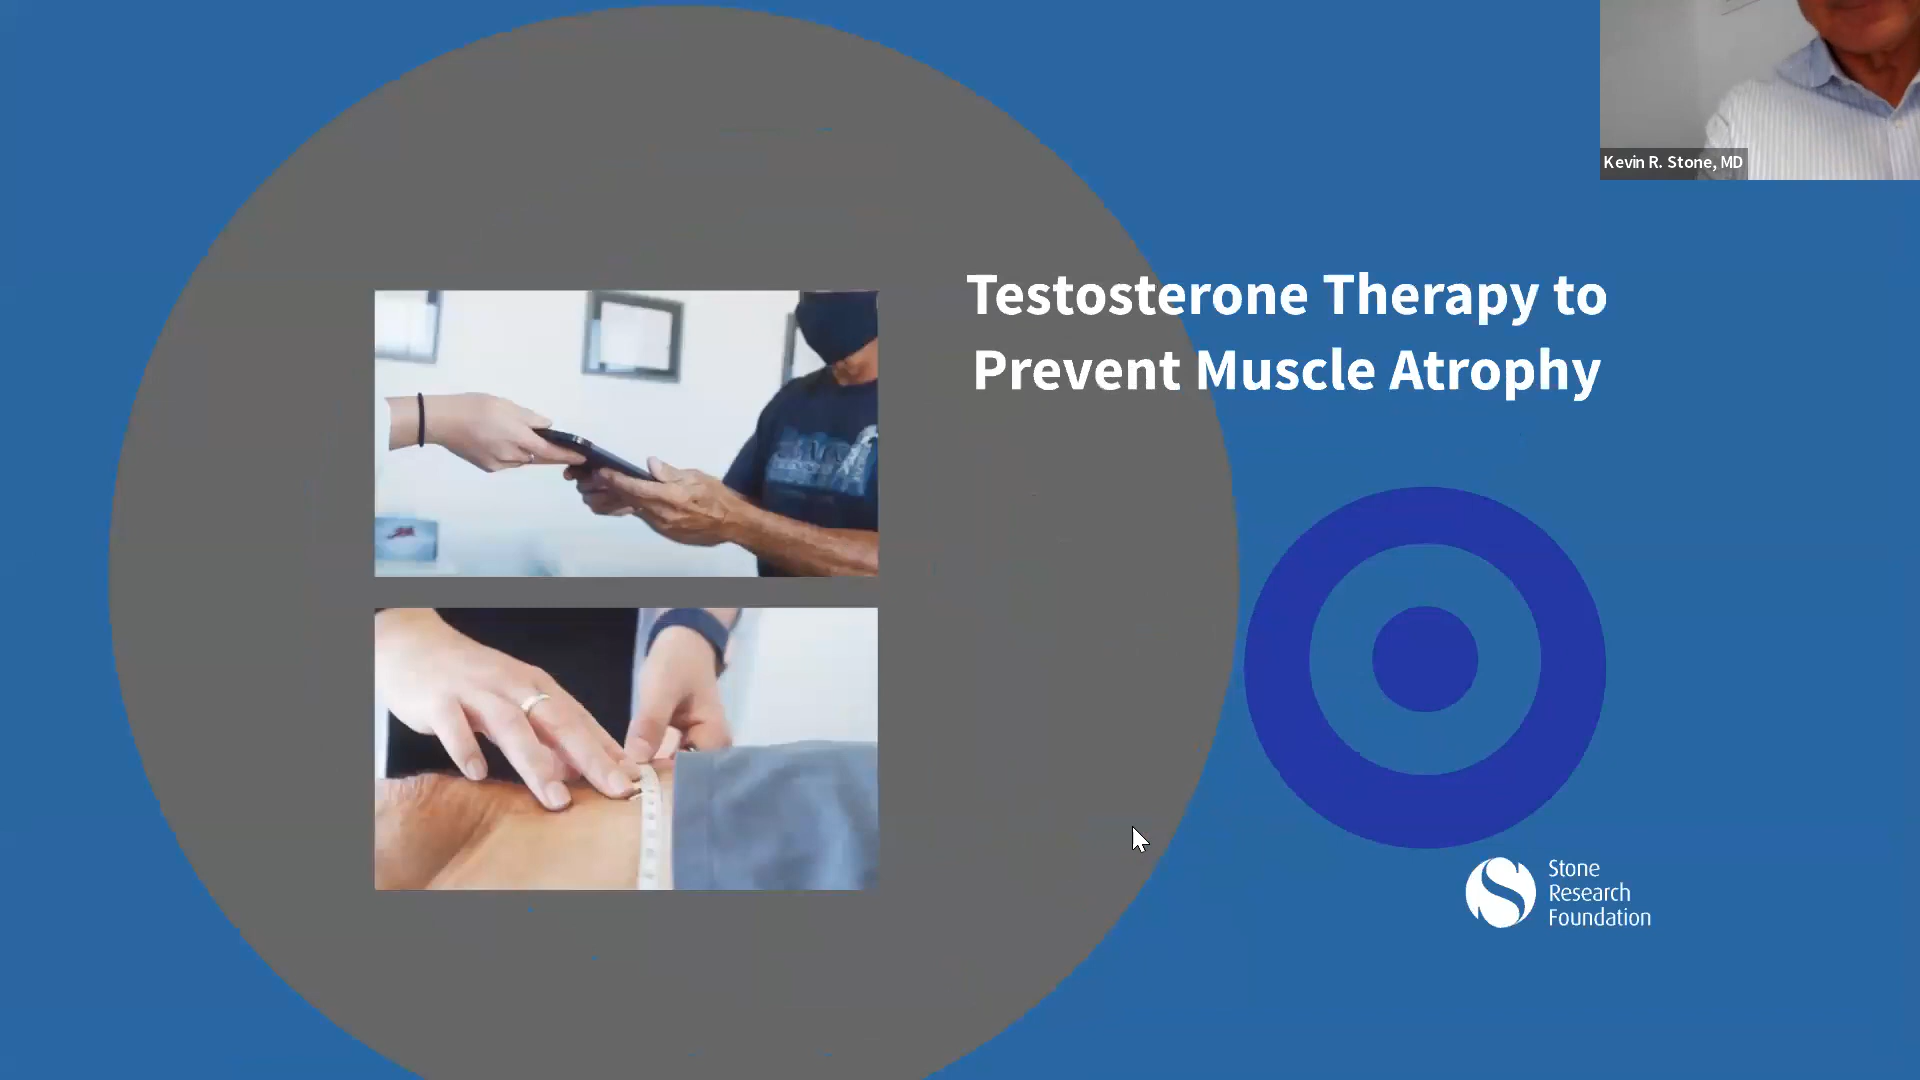 Kevin R. Stone, MD
Testosterone Therapy to
Prevent Muscle Atrophy
Stone
Research
Foundation